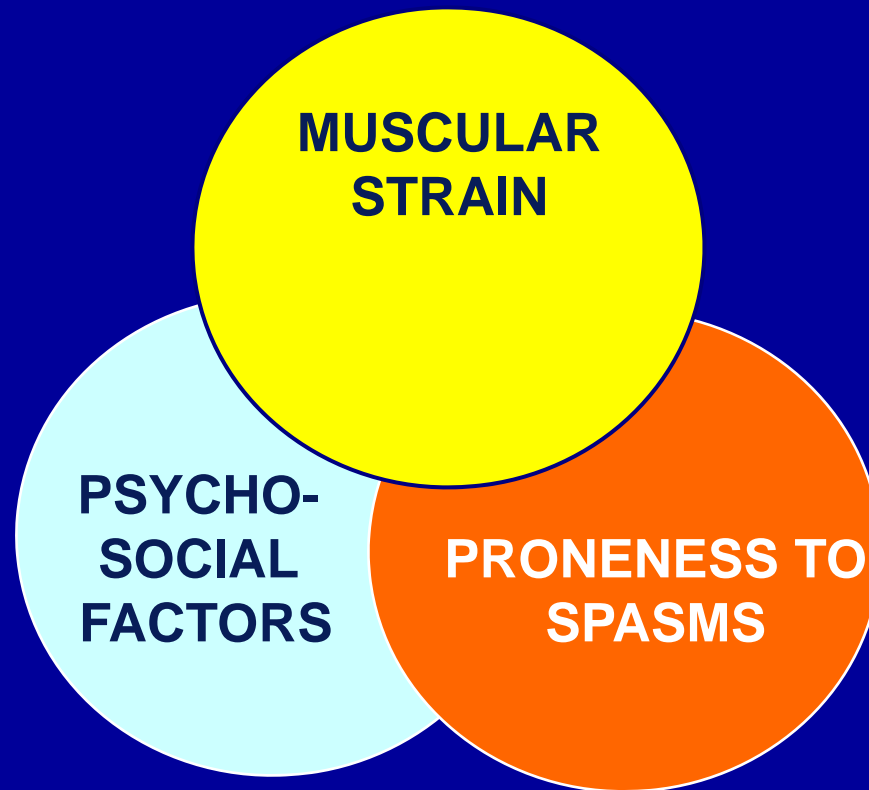 MUSCULAR
STRAIN
PSYCHO-
SOCIAL
FACTORS
PRONENESS TO
SPASMS